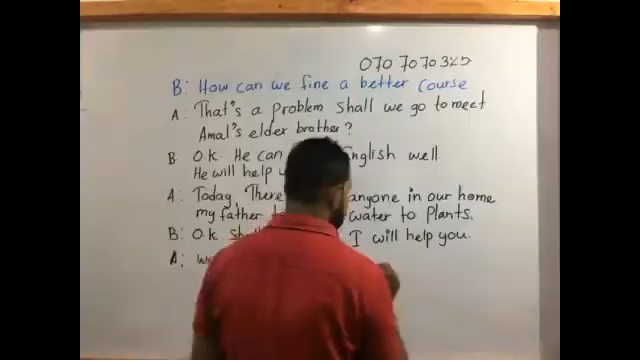 070 7070 325
B: How can we fine a better course
A: That's a problem shall we go to meet
Amal's elder brother?
B. O.K. He can English well
He will help
A: Today There anyone in our home
my father water to Plants.
B: O.K. I will help you.
A: